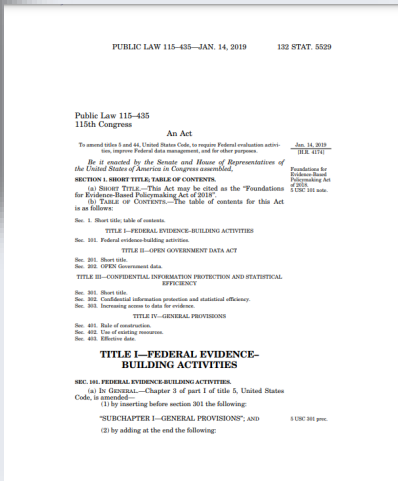 PUBLIC LAW 115–435—JAN. 14, 2019 132 STAT. 5529
Public Law 115–435
115th Congress
An Act
To amend titles 5 and 44, United States Code, to require Federal evaluation activi-
ties, improve Federal data management, and for other purposes.
Jan. 14, 2019
[H.R. 4174]
Be it enacted by the Senate and House of Representatives of
the United States of America in Congress assembled,
Foundations for
Evidence-Based
Policymaking Act
of 2018.
5 USC 101 note.
SECTION 1. SHORT TITLE; TABLE OF CONTENTS.
(a) SHORT TITLE.—This Act may be cited as the “Foundations
for Evidence-Based Policymaking Act of 2018”.
(b) TABLE OF CONTENTS.—The table of contents for this Act
is as follows:
Sec. 1. Short title; table of contents.
TITLE I—FEDERAL EVIDENCE-BUILDING ACTIVITIES
Sec. 101. Federal evidence-building activities.
TITLE II—OPEN GOVERNMENT DATA ACT
Sec. 201. Short title.
Sec. 202. OPEN Government data.
TITLE III—CONFIDENTIAL INFORMATION PROTECTION AND STATISTICAL
EFFICIENCY
Sec. 301. Short title.
Sec. 302. Confidential information protection and statistical efficiency.
Sec. 303. Increasing access to data for evidence.
TITLE IV—GENERAL PROVISIONS
Sec. 401. Rule of construction.
Sec. 402. Use of existing resources.
Sec. 403. Effective date.
TITLE I—FEDERAL EVIDENCE–
BUILDING ACTIVITIES
SEC. 101. FEDERAL EVIDENCE-BUILDING ACTIVITIES.
(a) IN GENERAL.—Chapter 3 of part I of title 5, United States
Code, is amended—
(1) by inserting before section 301 the following:
“SUBCHAPTER I—GENERAL PROVISIONS”; AND
5 USC 301 prec.
(2) by adding at the end the following: